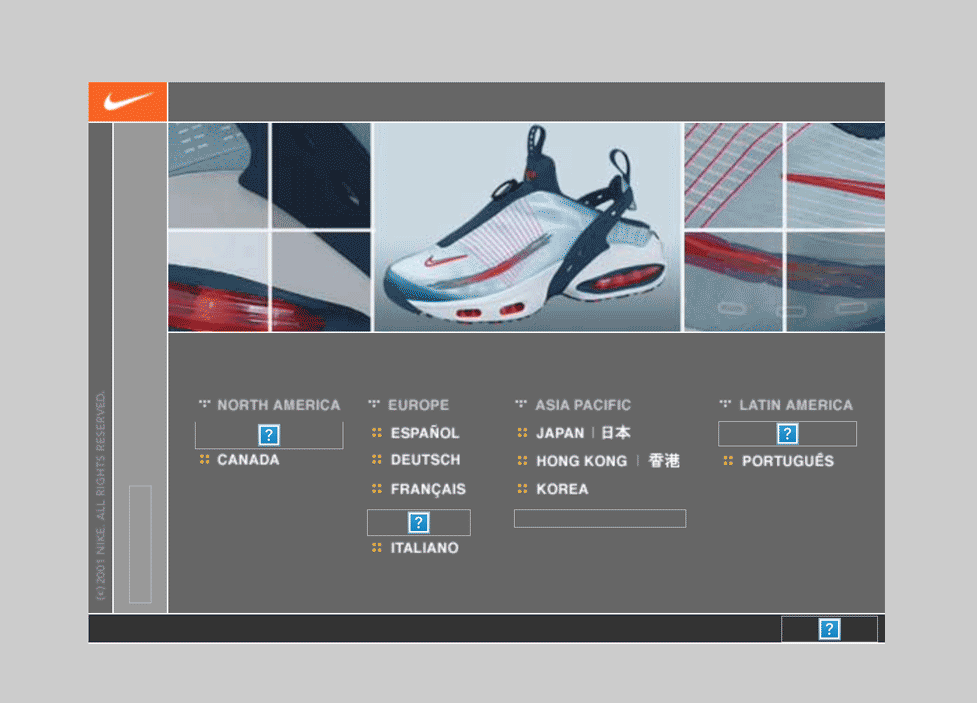 NORTH AMERICA
CANADA
EUROPE
ESPAÑOL
DEUTSCH
FRANÇAIS
ITALIANO
ASIA PACIFIC
JAPAN | 日本
HONG KONG | 香港
KOREA
LATIN AMERICA
PORTUGUÊS
(c) 2001 NIKE. ALL RIGHTS RESERVED.